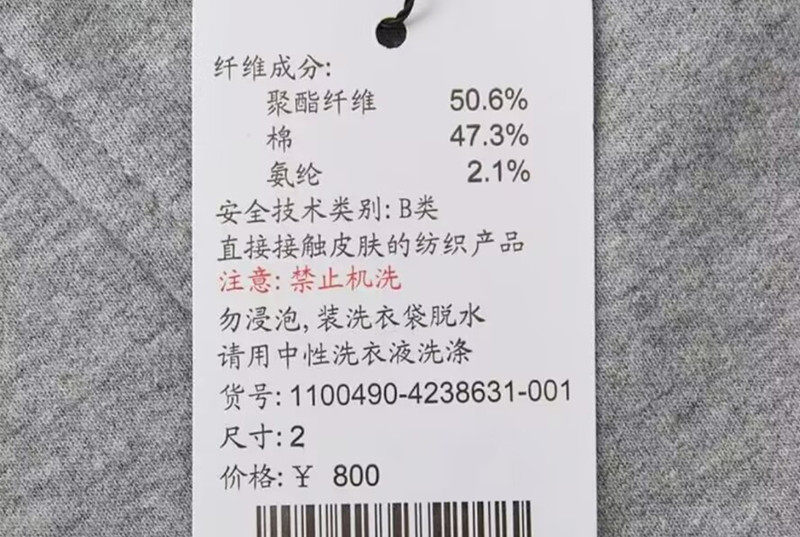 纤维成分:
聚酯纤维 50.6%
棉 47.3%
氨纶 2.1%
安全技术类别: B类
直接接触皮肤的纺织产品
注意: 禁止机洗
勿浸泡, 装洗衣袋脱水
请用中性洗衣液洗涤
货号: 1100490-4238631-001
尺寸: 2
价格: ¥ 800